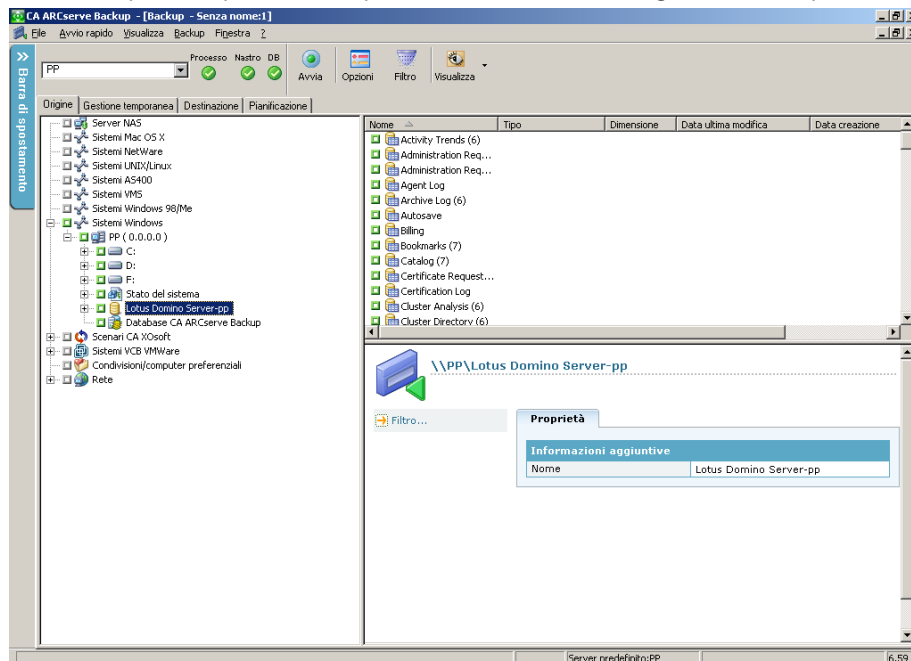 CA ARCserve Backup - [Backup - Senza nome:1]
File Avvio rapido Visualizza Backup Finestra ?
Barra di spostamento
PP
Processo Nastro DB
Avvia Opzioni Filtro Visualizza
Origine Gestione temporanea Destinazione Pianificazione
Server NAS
Sistemi Mac OS X
Sistemi NetWare
Sistemi UNIX/Linux
Sistemi AS400
Sistemi VMS
Sistemi Windows 98/Me
Sistemi Windows
PP ( 0.0.0.0 )
C:
D:
F:
Stato del sistema
Lotus Domino Server-pp
Database CA ARCserve Backup
Scenari CA XOsoft
Sistemi VCB VMWare
Condivisioni/computer preferenziali
Rete
Nome Tipo Dimensione Data ultima modifica Data creazione
Activity Trends (6)
Administration Req...
Administration Req...
Agent Log
Archive Log (6)
Autosave
Billing
Bookmarks (7)
Catalog (7)
Certificate Request...
Certification Log
Cluster Analysis (6)
Cluster Directory (6)
\\PP\Lotus Domino Server-pp
Filtro...
Proprietà
Informazioni aggiuntive
Nome Lotus Domino Server-pp
Server predefinito:PP
6.59